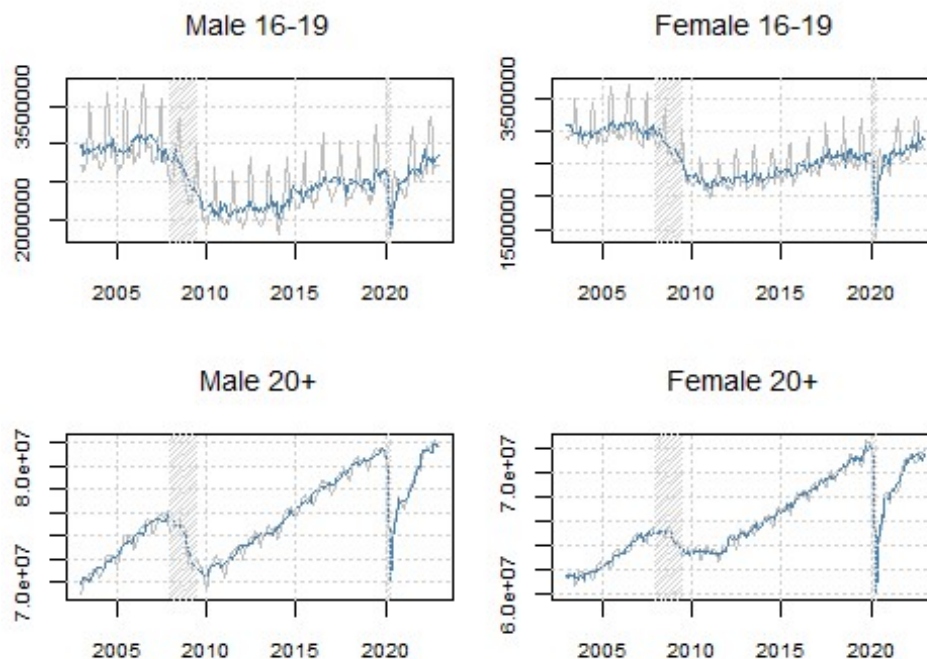 Male 16-19
Female 16-19
3500000
2000000
2005 2010 2015 2020
3500000
1500000
2005 2010 2015 2020
Male 20+
Female 20+
8.0e+07
7.0e+07
2005 2010 2015 2020
7.0e+07
6.0e+07
2005 2010 2015 2020